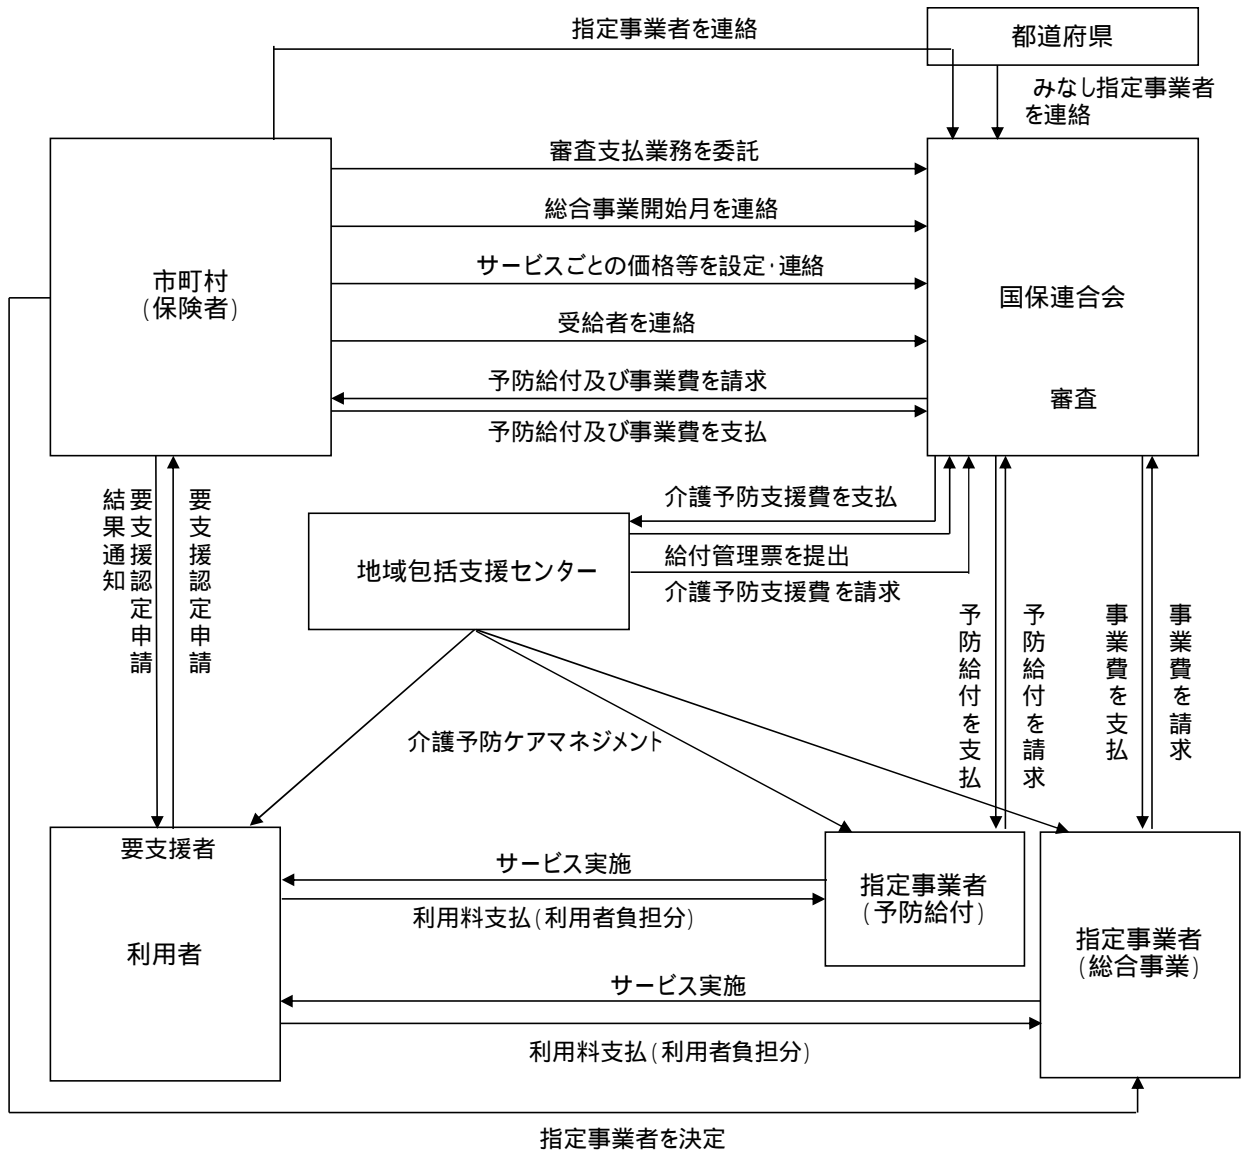 指定事業者を連絡
都道府県
みなし指定事業者
を連絡
審査支払業務を委託
総合事業開始月を連絡
サービスごとの価格等を設定・連絡
市町村
(保険者)
国保連合会
受給者を連絡
予防給付及び事業費を請求
審査
予防給付及び事業費を支払
要支援認定申請
結果通知
要支援認定申請
介護予防支援費を支払
給付管理票を提出
地域包括支援センター
介護予防支援費を請求
予防給付を支払
予防給付を請求
事業費を支払
事業費を請求
介護予防ケアマネジメント
要支援者
利用者
サービス実施
利用料支払(利用者負担分)
指定事業者
(予防給付)
指定事業者
(総合事業)
サービス実施
利用料支払(利用者負担分)
指定事業者を決定